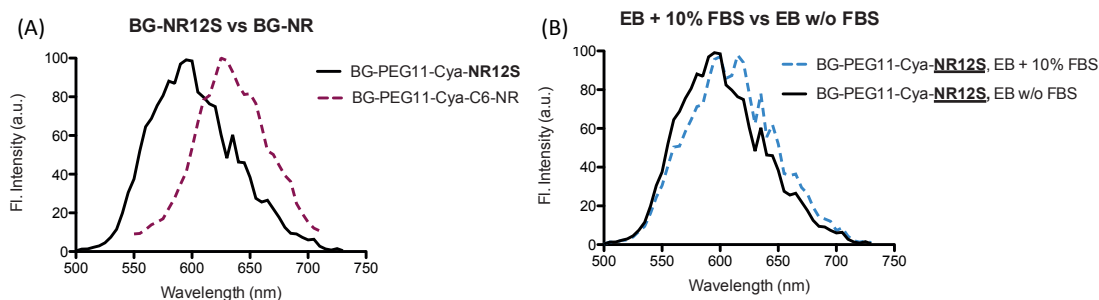 (A)
BG-NR12S vs BG-NR
Fl. Intensity (a.u.)
100
80
60
40
20
0
500
550
600
650
700
750
Wavelength (nm)
BG-PEG11-Cya-NR12S
BG-PEG11-Cya-C6-NR
(B)
EB + 10% FBS vs EB w/o FBS
Fl. Intensity (a.u.)
100
80
60
40
20
0
500
550
600
650
700
750
Wavelength (nm)
BG-PEG11-Cya-NR12S, EB + 10% FBS
BG-PEG11-Cya-NR12S, EB w/o FBS